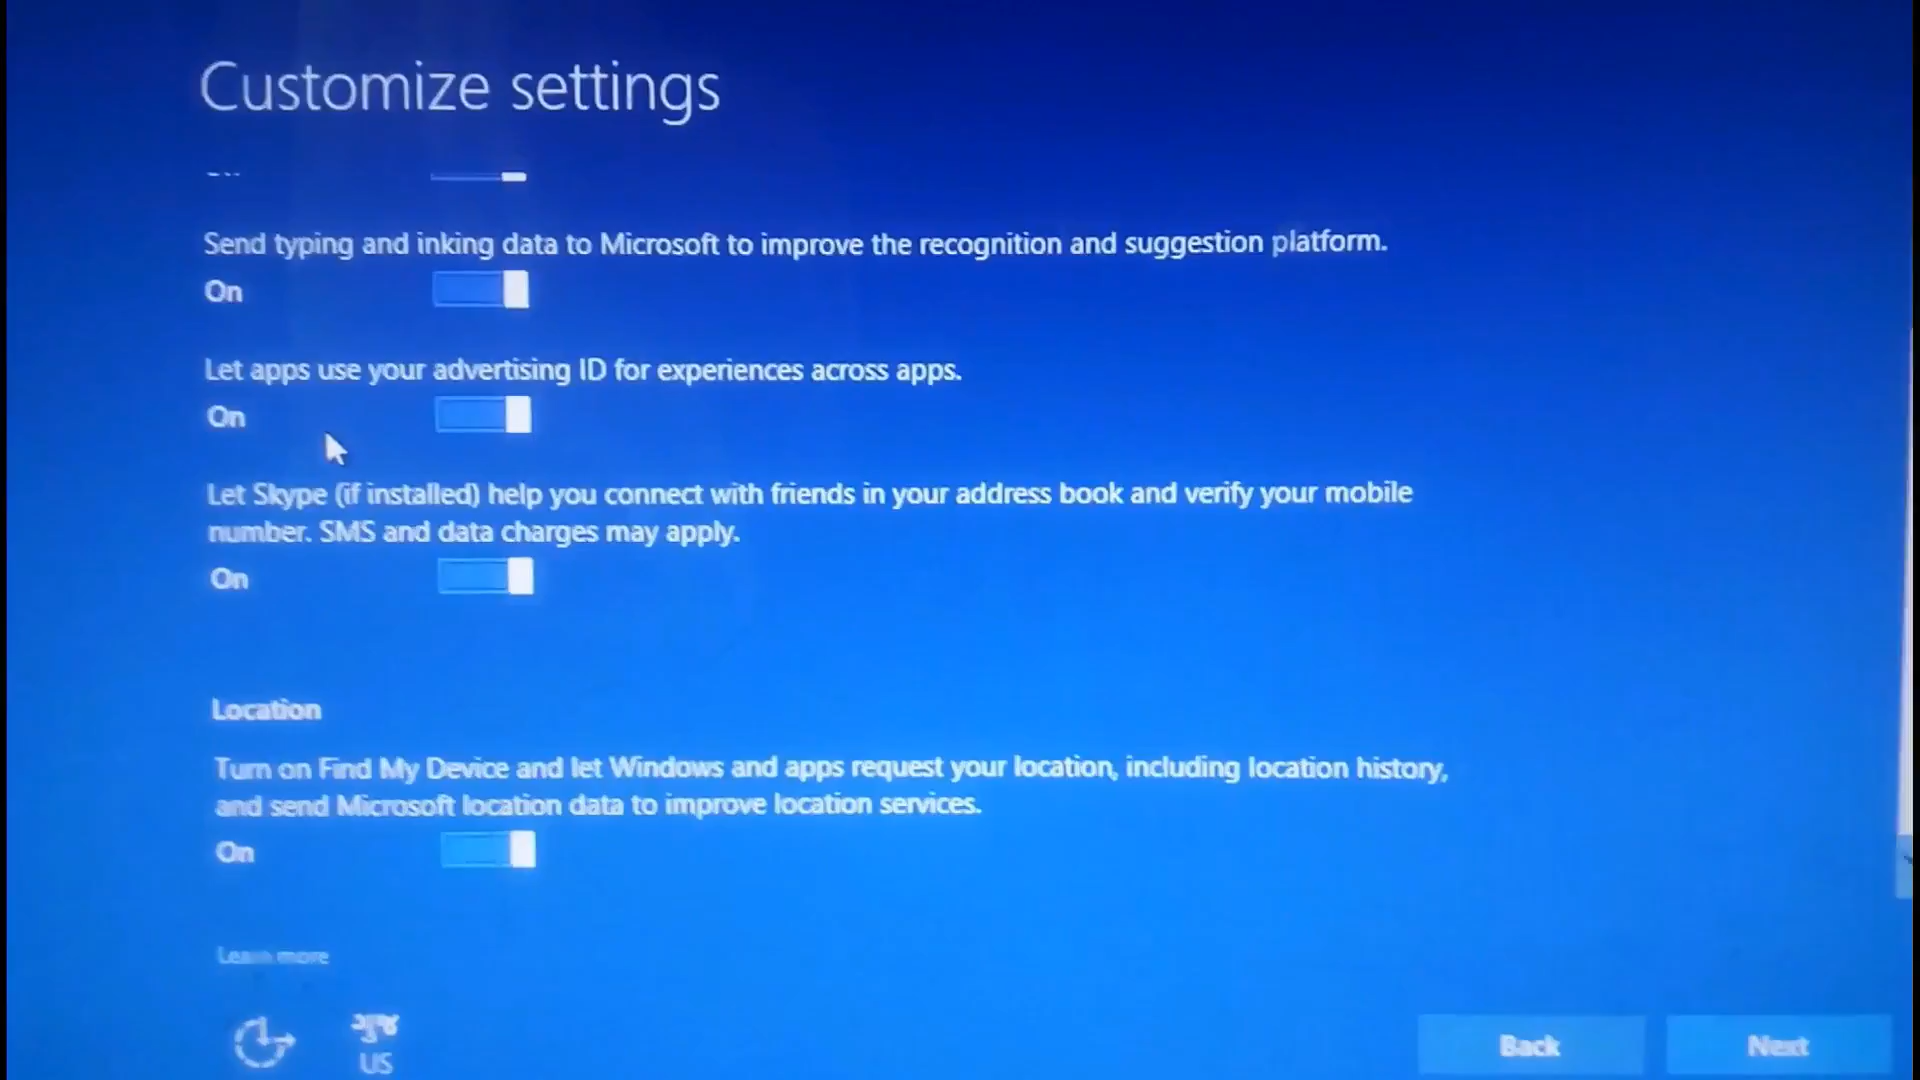 Customize settings
Send typing and inking data to Microsoft to improve the recognition and suggestion platform.
On
Let apps use your advertising ID for experiences across apps.
On
Let Skype (if installed) help you connect with friends in your address book and verify your mobile
number. SMS and data charges may apply.
On
Location
Turn on Find My Device and let Windows and apps request your location, including location history,
and send Microsoft location data to improve location services.
On
Learn more
ગુજ
US
Back
Next